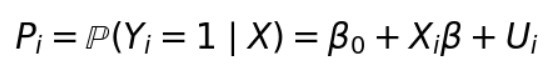 Pᵢ = ℙ(Yᵢ = 1 | X) = β₀ + Xᵢβ + Uᵢ